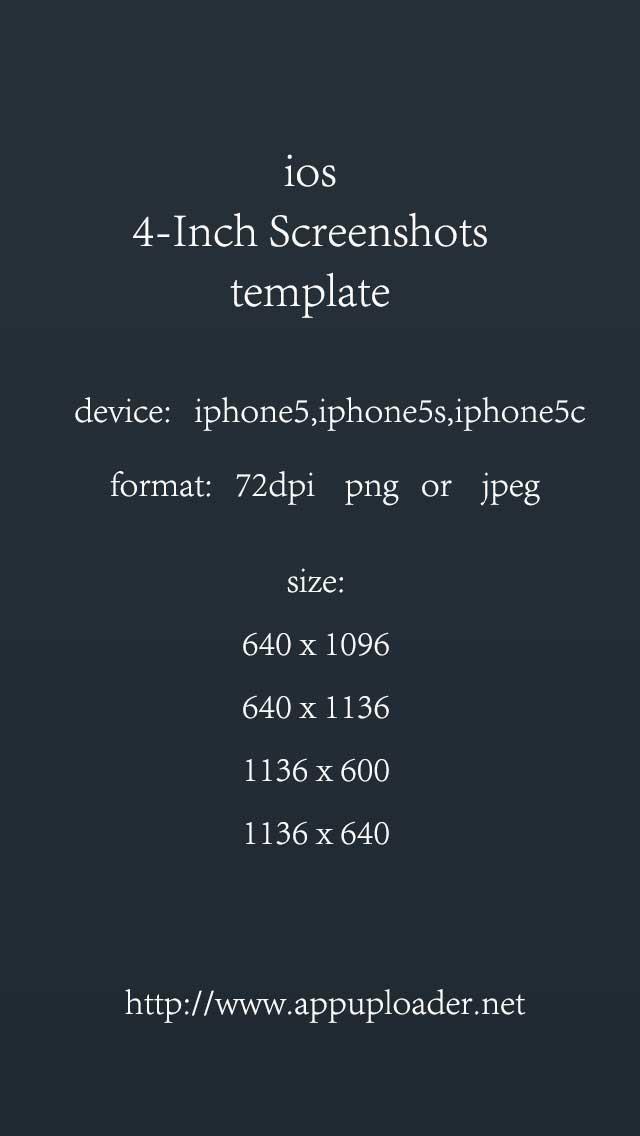 ios
4-Inch Screenshots
template
device: iphone5,iphone5s,iphone5c
format: 72dpi png or jpeg
size:
640 x 1096
640 x 1136
1136 x 600
1136 x 640
http://www.appuploader.net